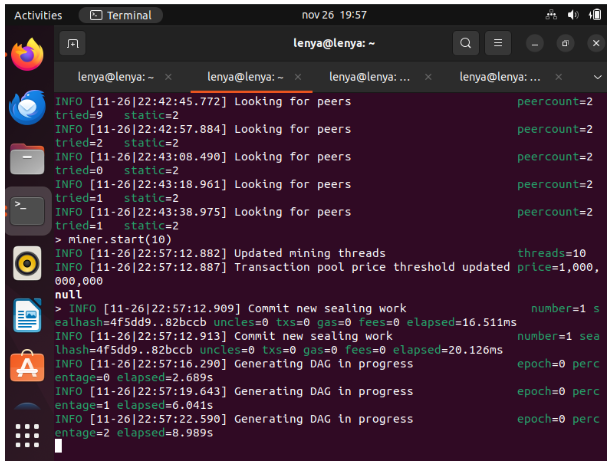 Activities
Terminal
nov 26 19:57
lenya@lenya: ~
lenya@lenya: ~ × lenya@lenya: ~ × lenya@lenya: ... × lenya@lenya: ... ×
INFO [11-26|22:42:45.772] Looking for peers peercount=2
tried=9 static=2
INFO [11-26|22:42:57.884] Looking for peers peercount=2
tried=2 static=2
INFO [11-26|22:43:08.490] Looking for peers peercount=2
tried=0 static=2
INFO [11-26|22:43:18.961] Looking for peers peercount=2
tried=1 static=2
INFO [11-26|22:43:38.975] Looking for peers peercount=2
tried=1 static=2
> miner.start(10)
INFO [11-26|22:57:12.882] Updated mining threads threads=10
INFO [11-26|22:57:12.887] Transaction pool price threshold updated price=1,000,
000,000
null
> INFO [11-26|22:57:12.909] Commit new sealing work number=1 s
ealhash=4f5dd9..82bccb uncles=0 txs=0 gas=0 fees=0 elapsed=16.511ms
INFO [11-26|22:57:12.913] Commit new sealing work number=1 sea
lhash=4f5dd9..82bccb uncles=0 txs=0 gas=0 fees=0 elapsed=20.126ms
INFO [11-26|22:57:16.290] Generating DAG in progress epoch=0 perc
entage=0 elapsed=2.689s
INFO [11-26|22:57:19.643] Generating DAG in progress epoch=0 perc
entage=1 elapsed=6.041s
INFO [11-26|22:57:22.590] Generating DAG in progress epoch=0 perc
entage=2 elapsed=8.989s